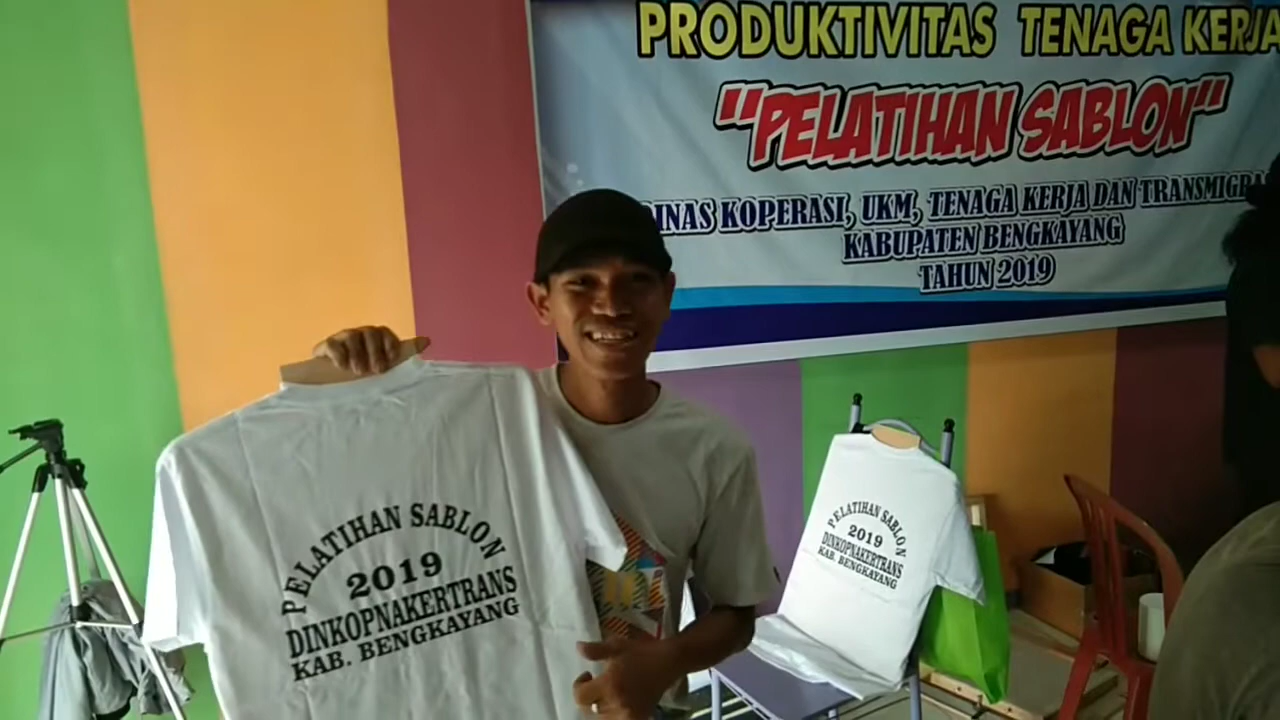 PRODUKTIVITAS TENAGA KERJA
"PELATIHAN SABLON"
DINAS KOPERASI, UKM, TENAGA KERJA DAN TRANSMIGRA
KABUPATEN BENGKAYANG
TAHUN 2019
PELATIHAN SABLON
2019
DINKOPNAKERTRANS
KAB. BENGKAYANG
PELATIHAN SABLON
2019
DINKOPNAKERTRANS
KAB. BENGKAYANG